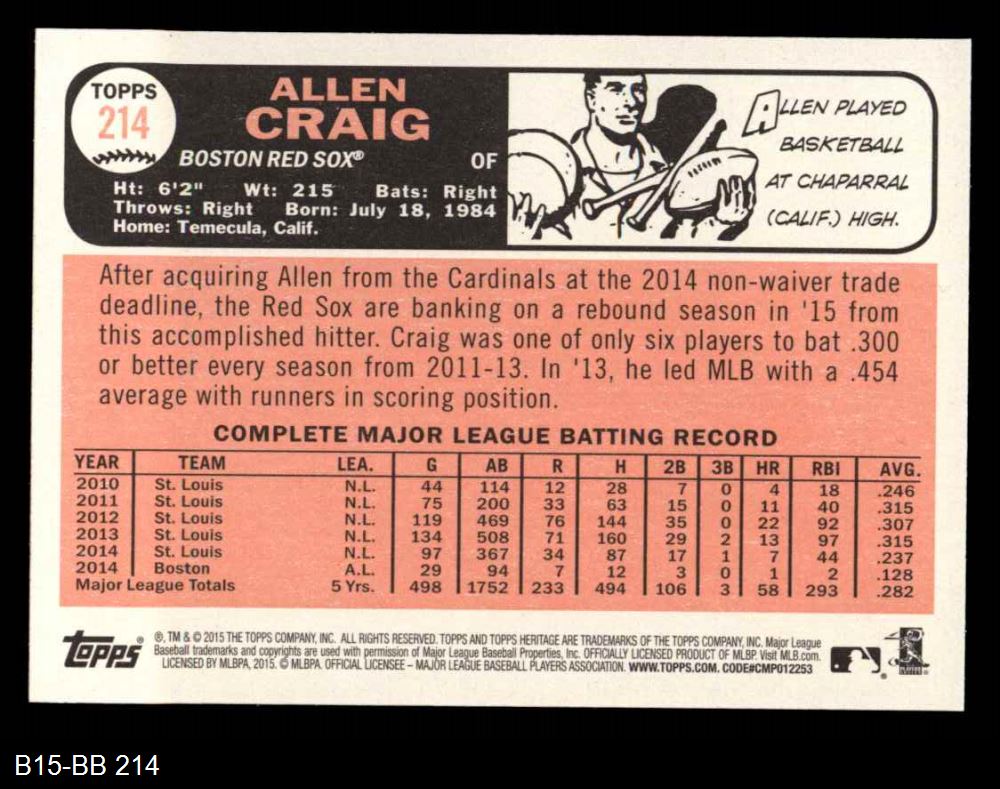 TOPPS
214
ALLEN
CRAIG
BOSTON RED SOX® OF
Ht: 6'2" Wt: 215 Bats: Right
Throws: Right Born: July 18, 1984
Home: Temecula, Calif.
ALLEN PLAYED
BASKETBALL
AT CHAPARRAL
(CALIF.) HIGH.
After acquiring Allen from the Cardinals at the 2014 non-waiver trade
deadline, the Red Sox are banking on a rebound season in '15 from
this accomplished hitter. Craig was one of only six players to bat .300
or better every season from 2011-13. In '13, he led MLB with a .454
average with runners in scoring position.
COMPLETE MAJOR LEAGUE BATTING RECORD
YEAR TEAM LEA. G AB R H 2B 3B HR RBI AVG.
2010 St. Louis N.L. 44 114 12 28 7 0 4 18 .246
2011 St. Louis N.L. 75 200 33 63 15 0 11 40 .315
2012 St. Louis N.L. 119 469 76 144 35 0 22 92 .307
2013 St. Louis N.L. 134 508 71 160 29 2 13 97 .315
2014 St. Louis N.L. 97 367 34 87 17 1 7 44 .237
2014 Boston A.L. 29 94 7 12 3 0 1 2 .128
Major League Totals 5 Yrs. 498 1752 233 494 106 3 58 293 .282
Topps®
®, TM & © 2015 THE TOPPS COMPANY, INC. ALL RIGHTS RESERVED. TOPPS AND TOPPS HERITAGE ARE TRADEMARKS OF THE TOPPS COMPANY, INC. Major League
Baseball trademarks and copyrights are used with permission of Major League Baseball Properties, Inc. OFFICIALLY LICENSED PRODUCT OF MLBP. Visit MLB.com.
LICENSED BY MLBPA, 2015. © MLBPA. OFFICIAL LICENSEE – MAJOR LEAGUE BASEBALL PLAYERS ASSOCIATION. WWW.TOPPS.COM. CODE#CMP012253
B15-BB 214